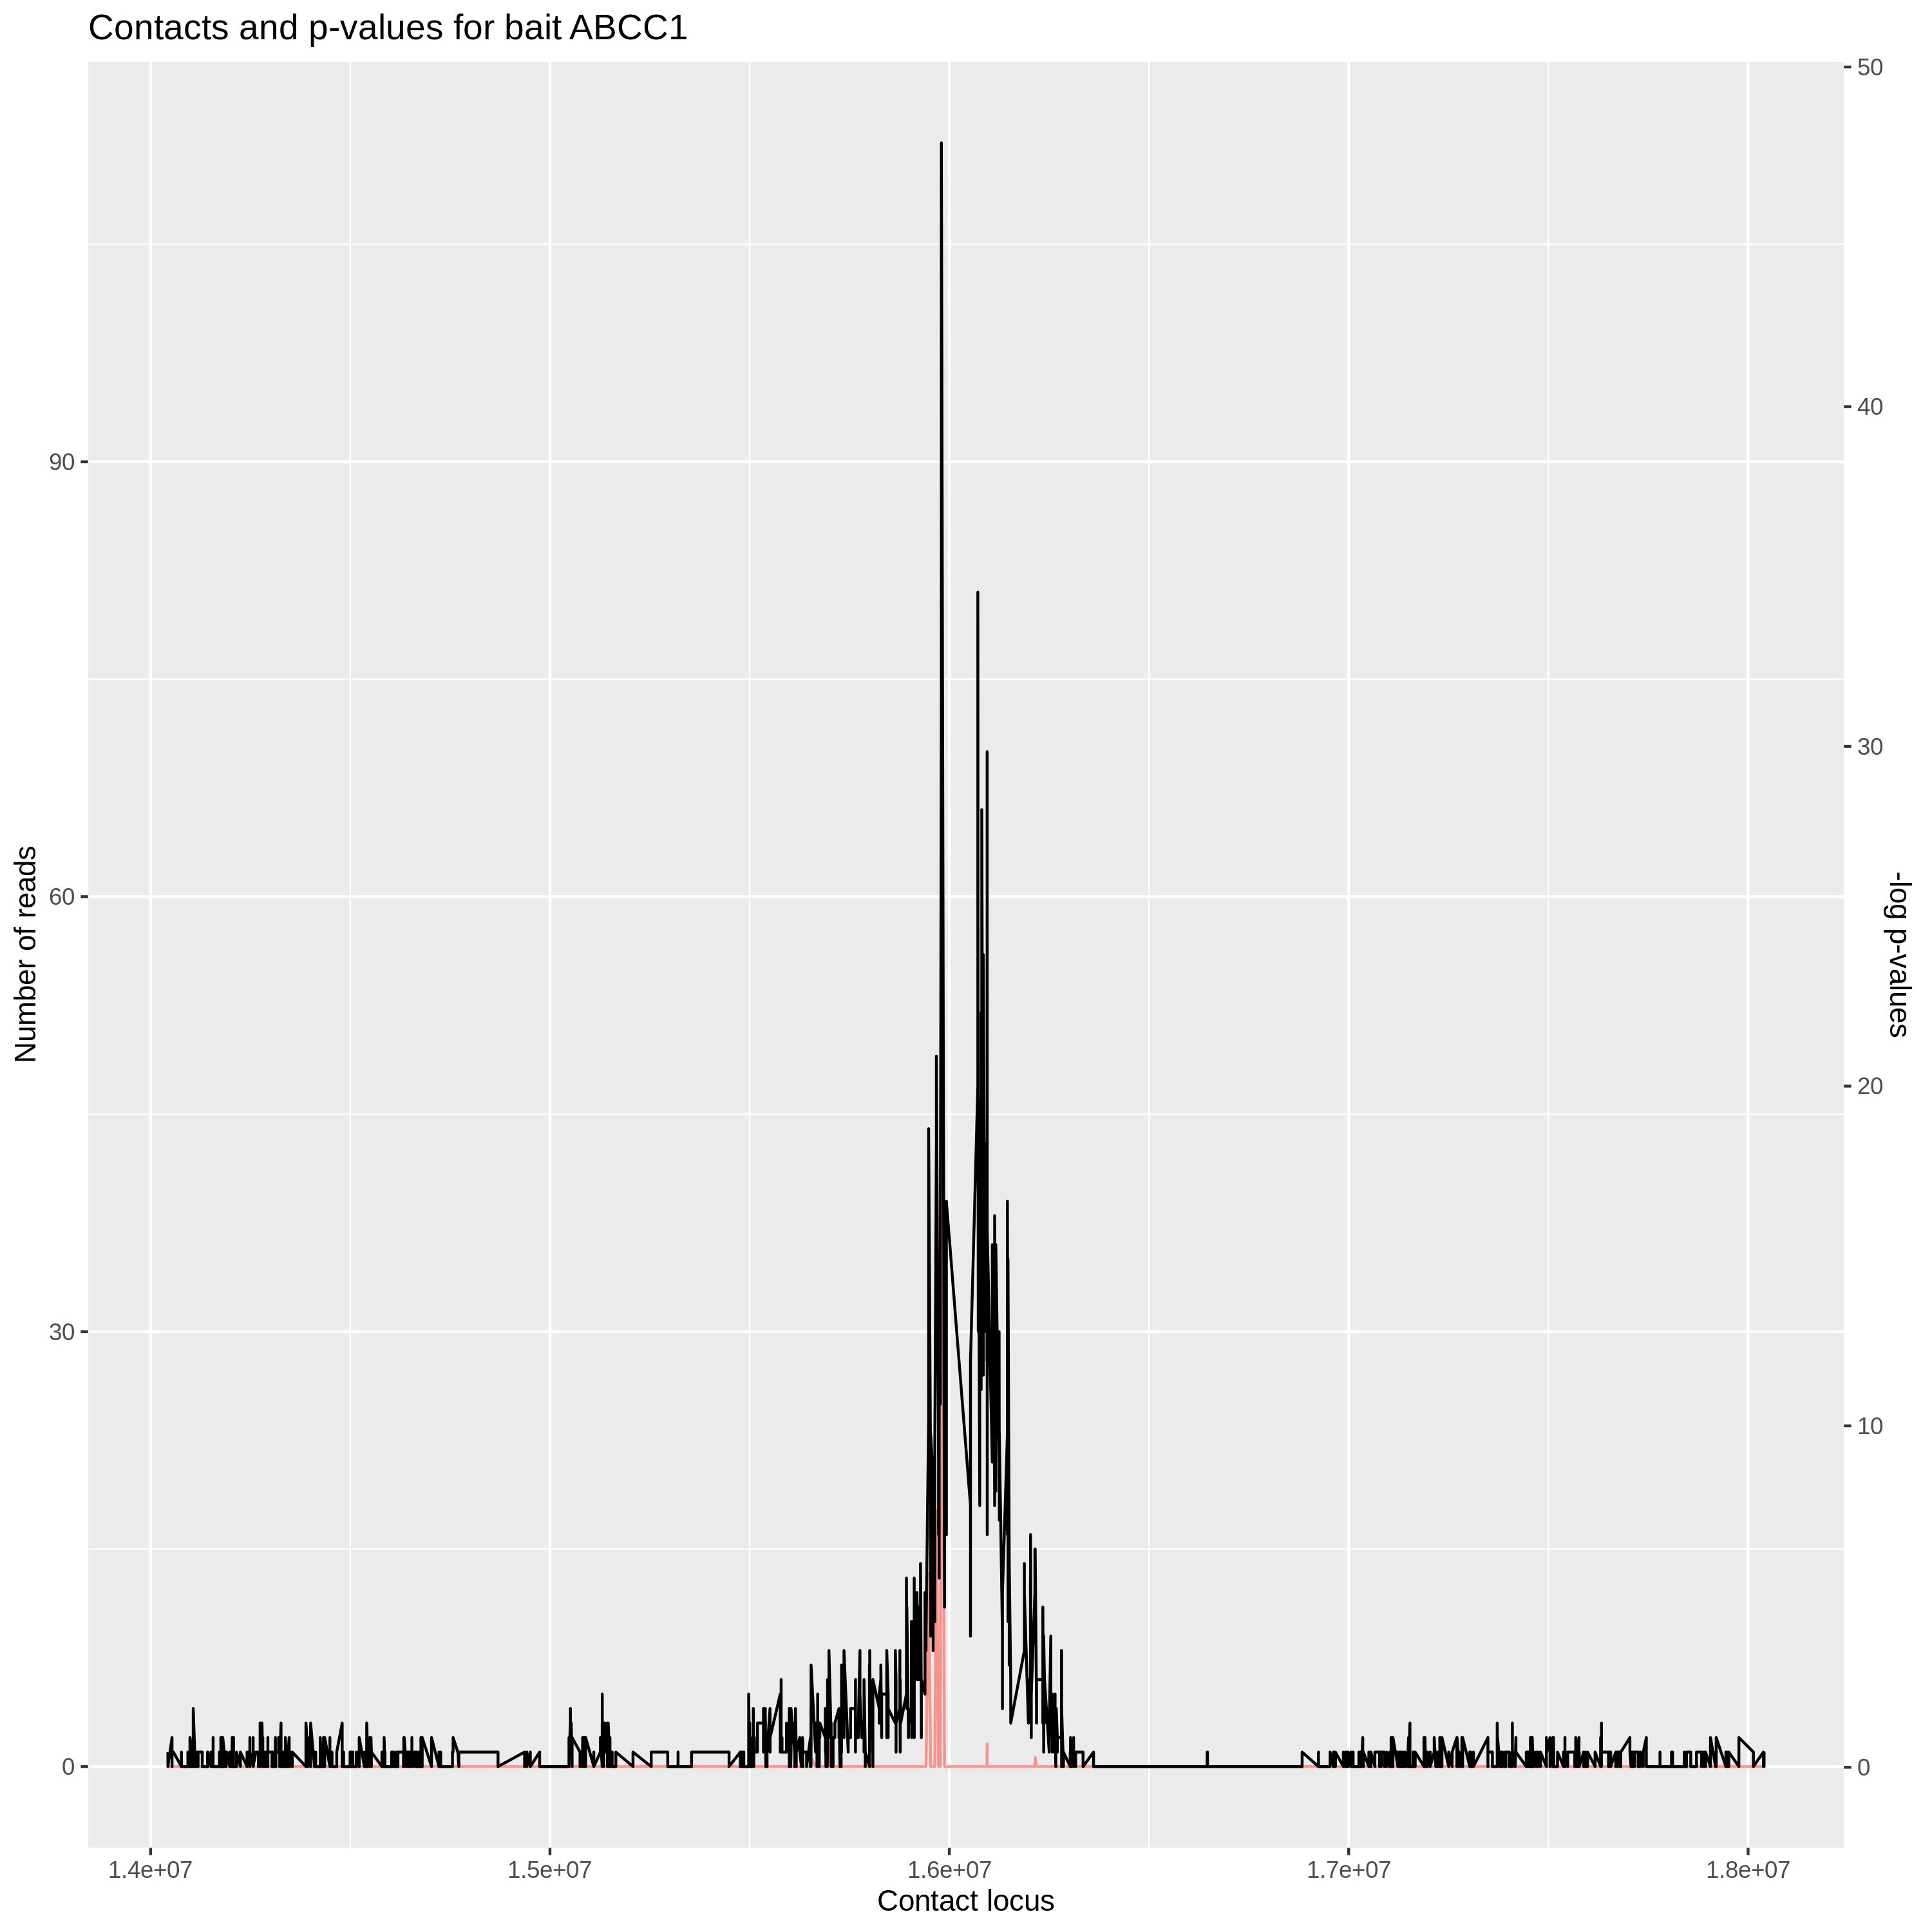 Contacts and p-values for bait ABCC1
Number of reads
90
60
30
0
50
40
30
20
10
0
-log p-values
1.4e+07
1.5e+07
1.6e+07
1.7e+07
1.8e+07
Contact locus